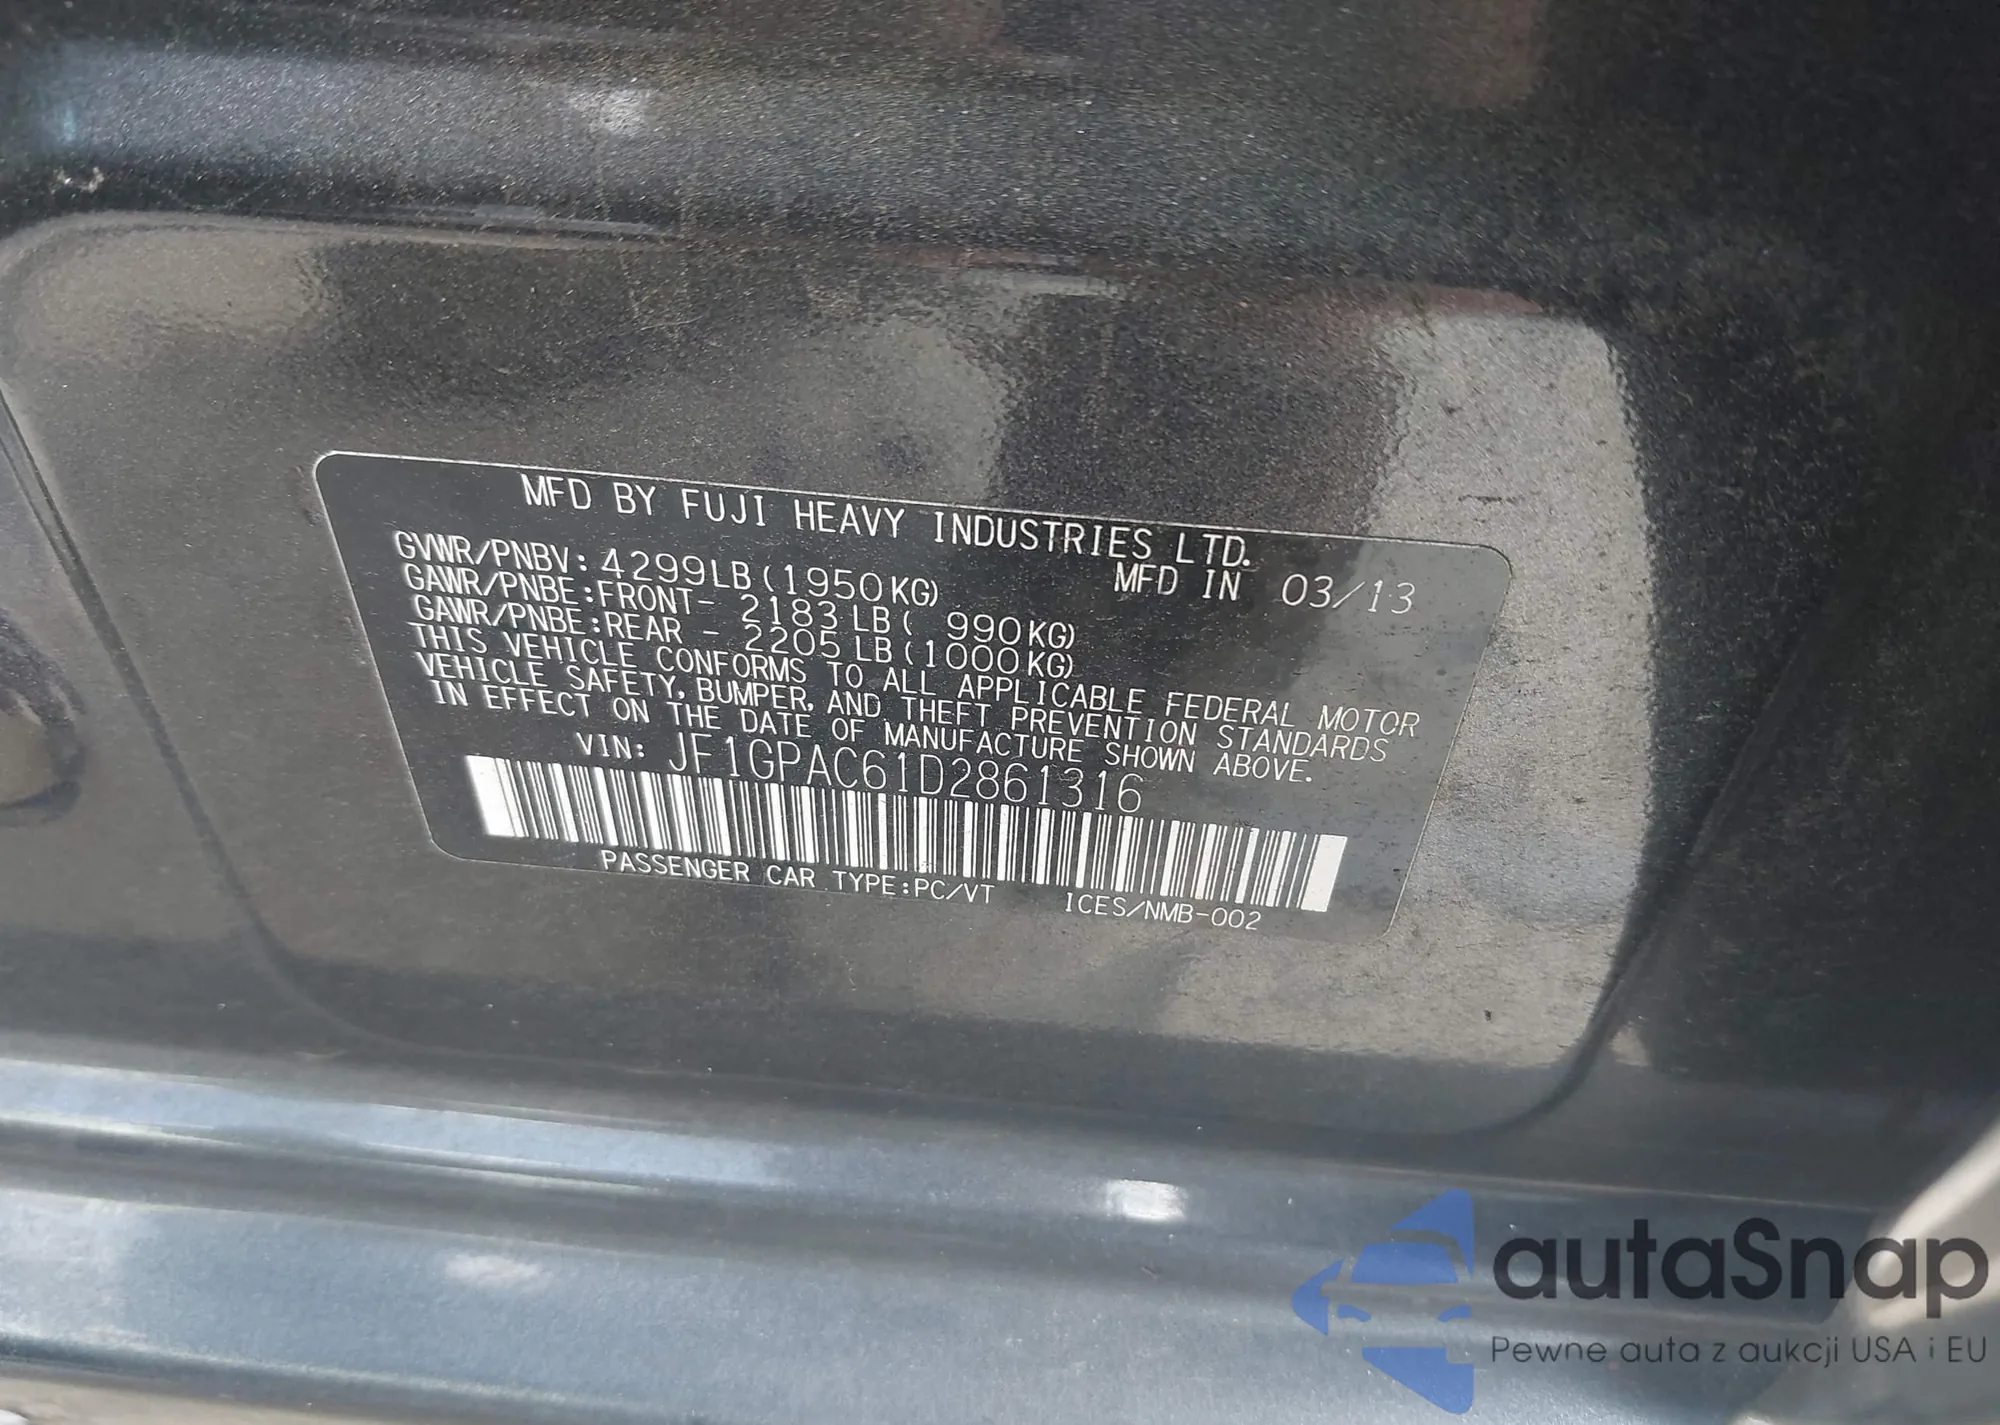 MFD BY FUJI HEAVY INDUSTRIES LTD.
GVWR/PNBV: 4299LB(1950KG) MFD IN 03/13
GAWR/PNBE:FRONT- 2183LB( 990KG)
GAWR/PNBE:REAR - 2205LB(1000KG)
THIS VEHICLE CONFORMS TO ALL APPLICABLE FEDERAL MOTOR
VEHICLE SAFETY, BUMPER, AND THEFT PREVENTION STANDARDS
IN EFFECT ON THE DATE OF MANUFACTURE SHOWN ABOVE.
VIN: JF1GPAC61D2861316
PASSENGER CAR TYPE:PC/VT ICES/NMB-002
autaSnap
Pewne auta z aukcji USA i EU